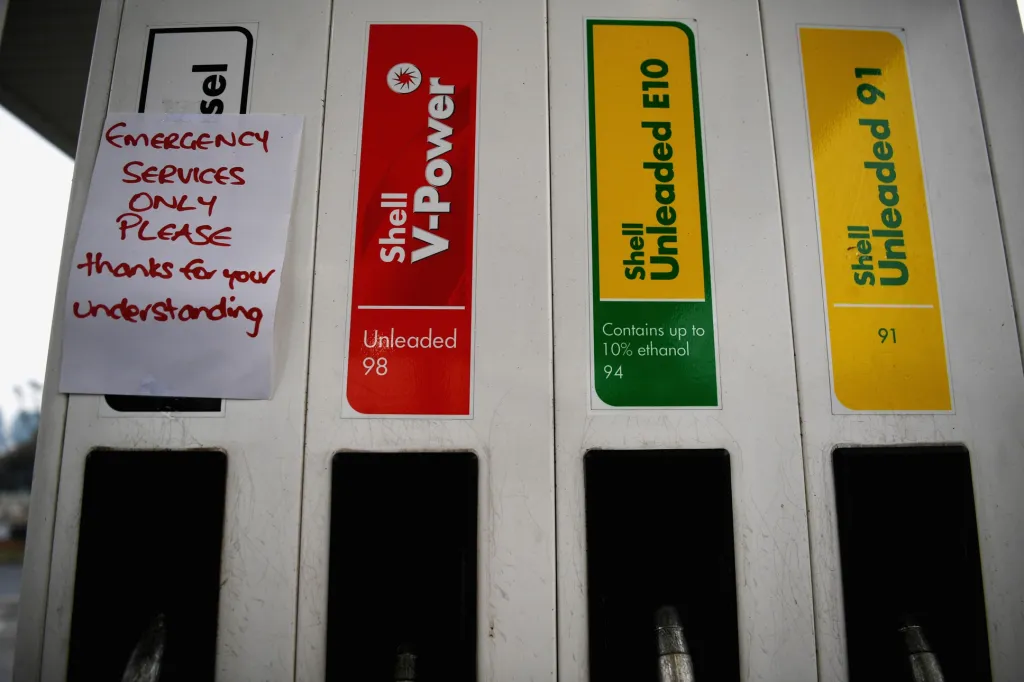 sel
EMERGENCY
SERVICES
ONLY
PLEASE
thanks for your
understanding
Shell
V-Power
Unleaded
98
Shell
Unleaded E10
Contains up to
10% ethanol
94
Shell
Unleaded 91
91